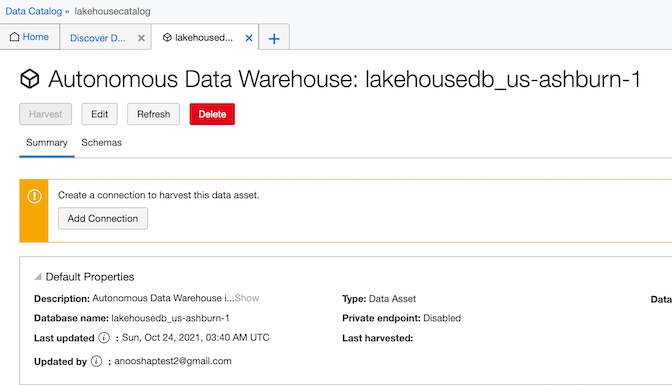 Data Catalog » lakehousecatalog
Home Discover D... × lakehoused... × +
Autonomous Data Warehouse: lakehousedb_us-ashburn-1
Harvest Edit Refresh Delete
Summary Schemas
Create a connection to harvest this data asset.
Add Connection
Default Properties
Description: Autonomous Data Warehouse i...Show Type: Data Asset Data
Database name: lakehousedb_us-ashburn-1 Private endpoint: Disabled
Last updated : Sun, Oct 24, 2021, 03:40 AM UTC Last harvested:
Updated by : anooshaptest2@gmail.com